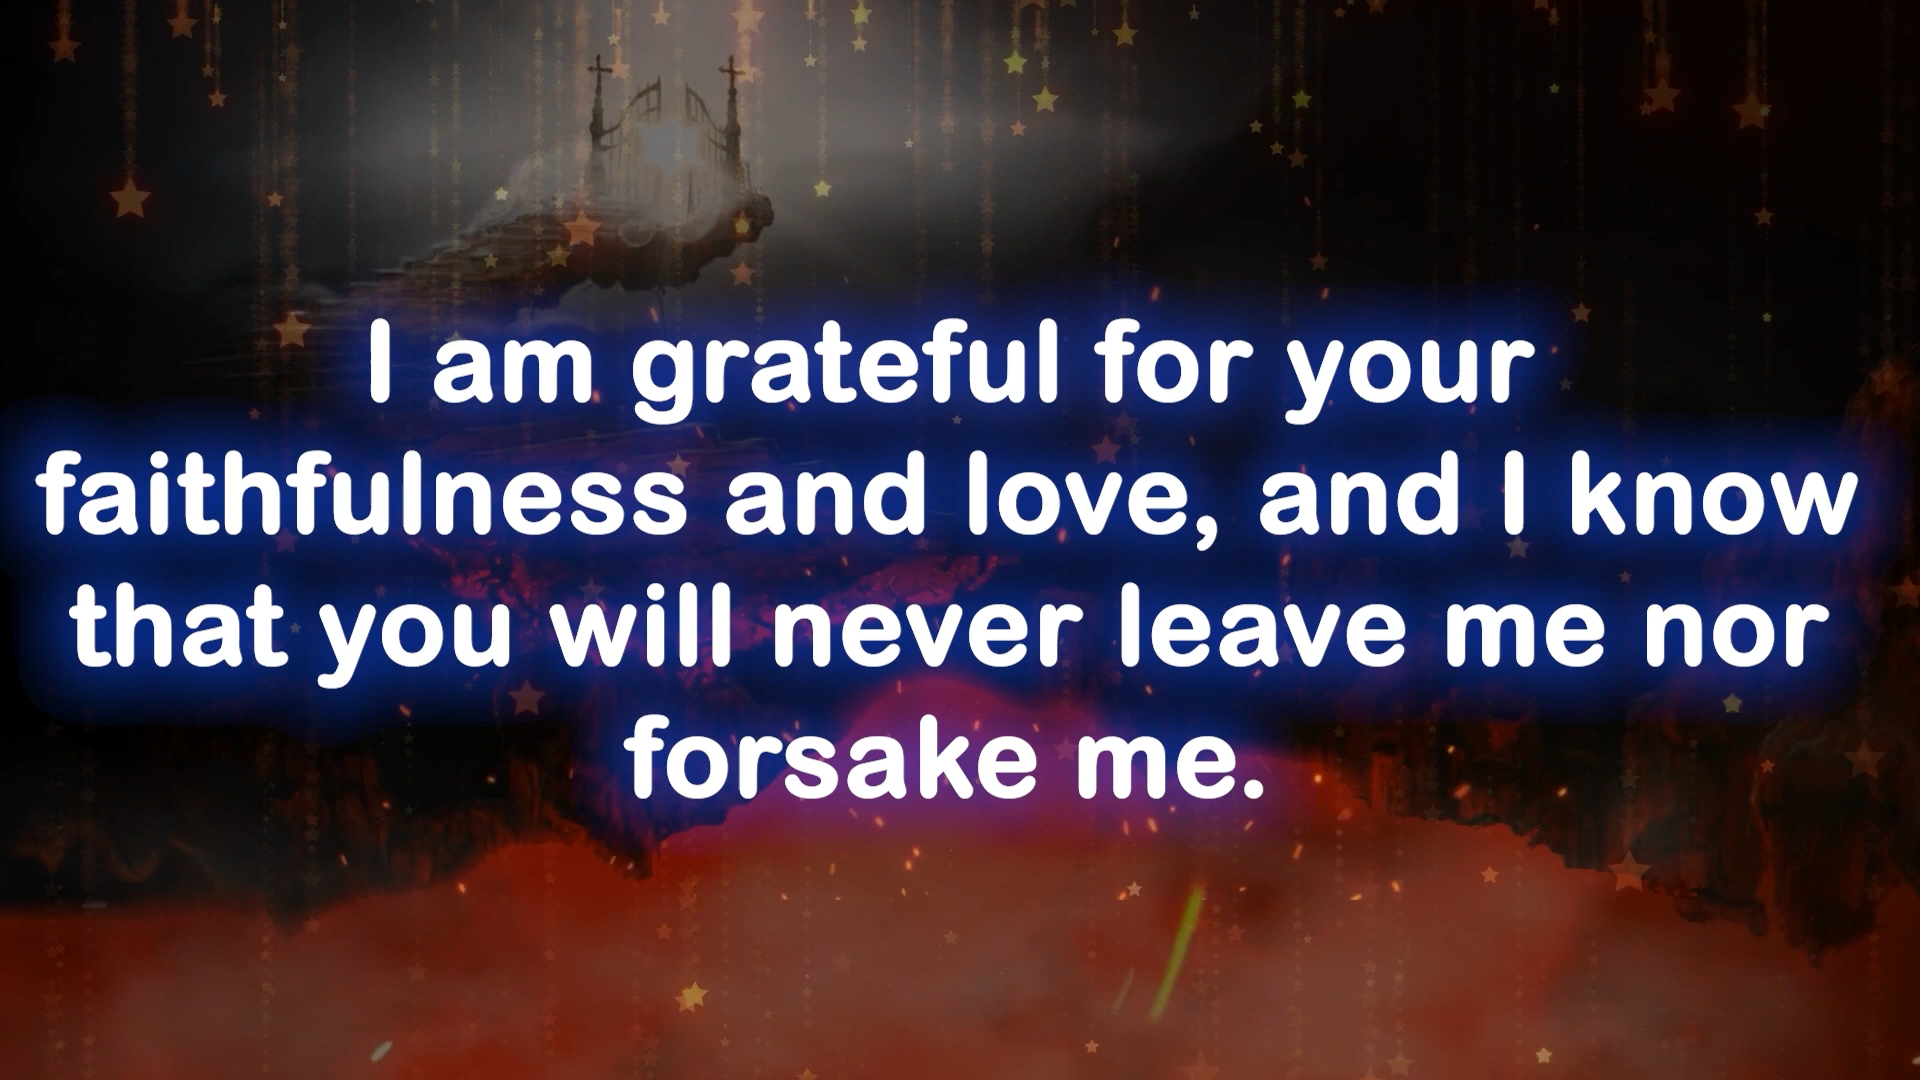 I am grateful for your
faithfulness and love, and I know
that you will never leave me nor
forsake me.